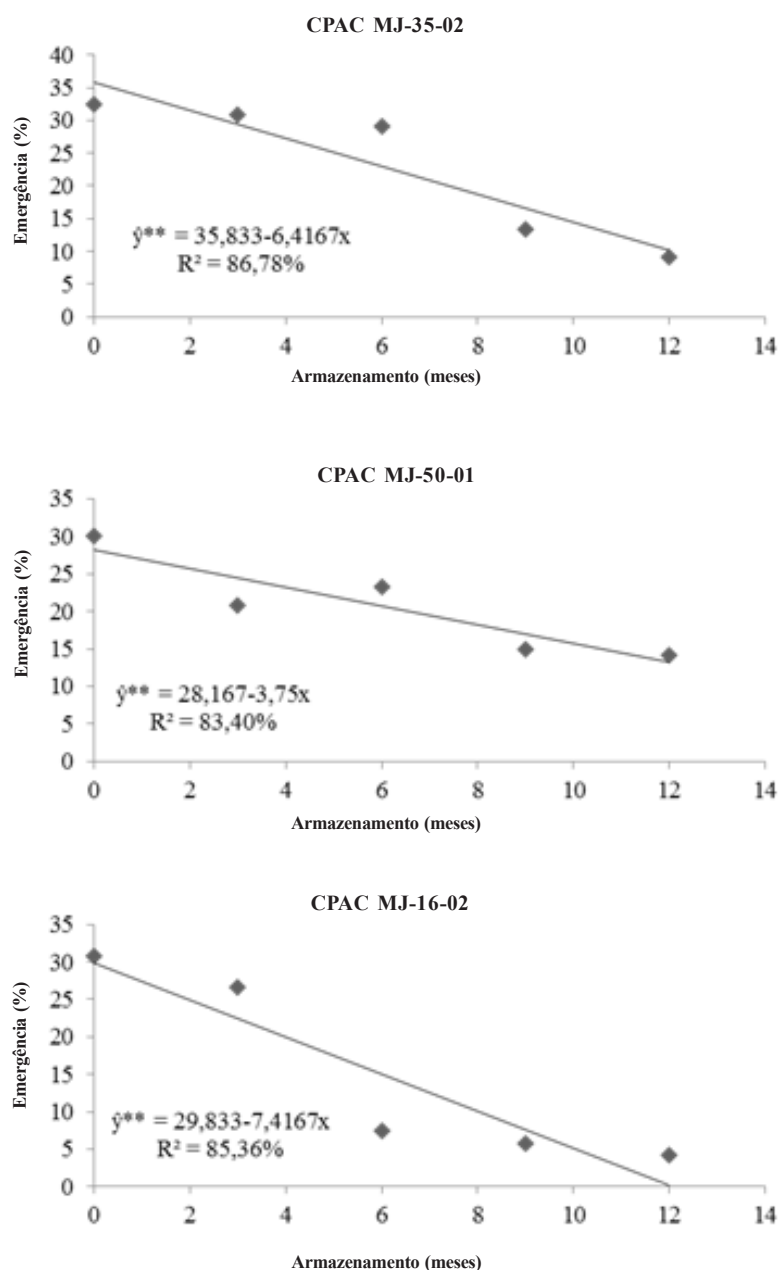 CPAC MJ-35-02
40
35
30
25
20
15
10
5
0
Emergência (%)
ŷ** = 35,833-6,4167x
R² = 86,78%
0 2 4 6 8 10 12 14
Armazenamento (meses)
CPAC MJ-50-01
35
30
25
20
15
10
5
0
Emergência (%)
ŷ** = 28,167-3,75x
R² = 83,40%
0 2 4 6 8 10 12 14
Armazenamento (meses)
CPAC MJ-16-02
35
30
25
20
15
10
5
0
Emergência (%)
ŷ** = 29,833-7,4167x
R² = 85,36%
0 2 4 6 8 10 12 14
Armazenamento (meses)